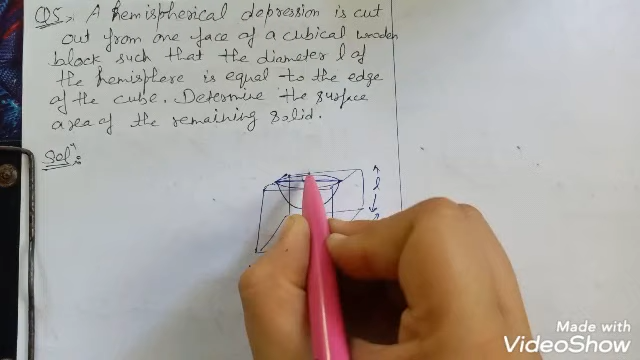 Q5:, A hemispherical depression is cut
out from one face of a cubical wooden
block such that the diameter l of
the hemisphere is equal to the edge
of the cube. Determine the surface
area of the remaining solid.
Solⁿ:
l
Made with
VideoShow